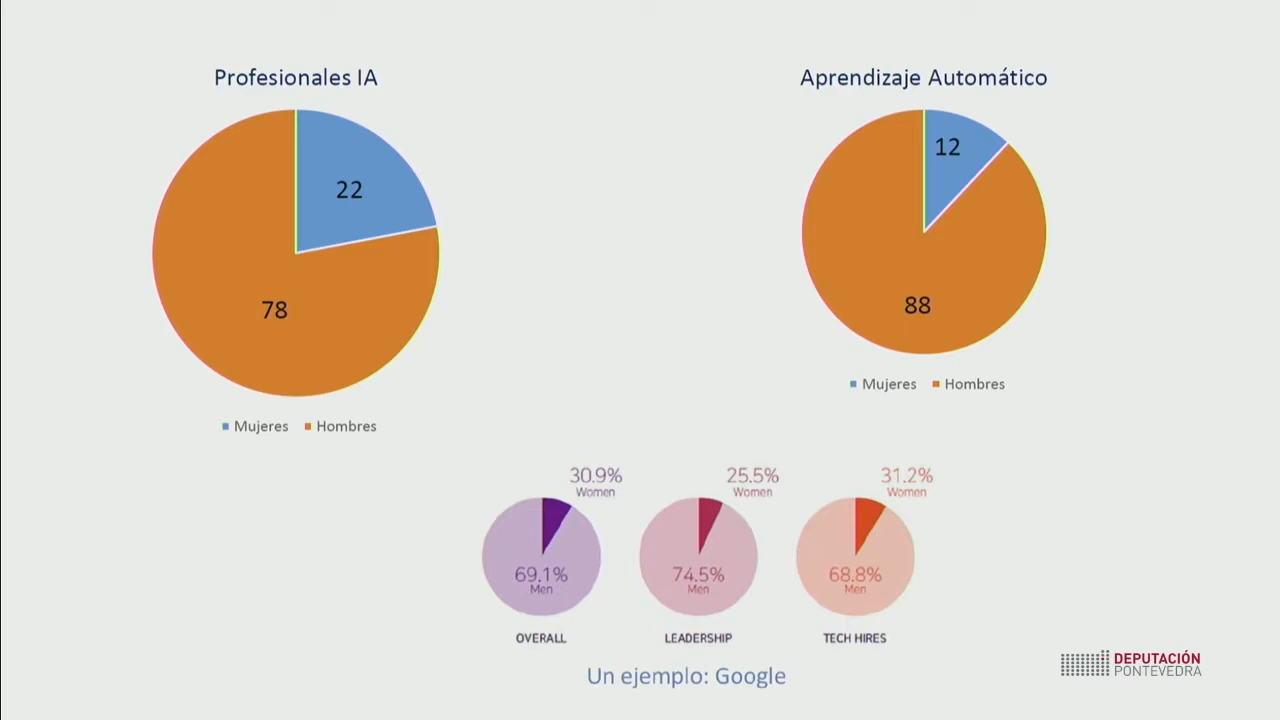 Profesionales IA
22
78
Mujeres Hombres
Aprendizaje Automático
12
88
Mujeres Hombres
30.9%
Women
69.1%
Men
OVERALL
25.5%
Women
74.5%
Men
LEADERSHIP
31.2%
Women
68.8%
Men
TECH HIRES
Un ejemplo: Google
DEPUTACIÓN
PONTEVEDRA